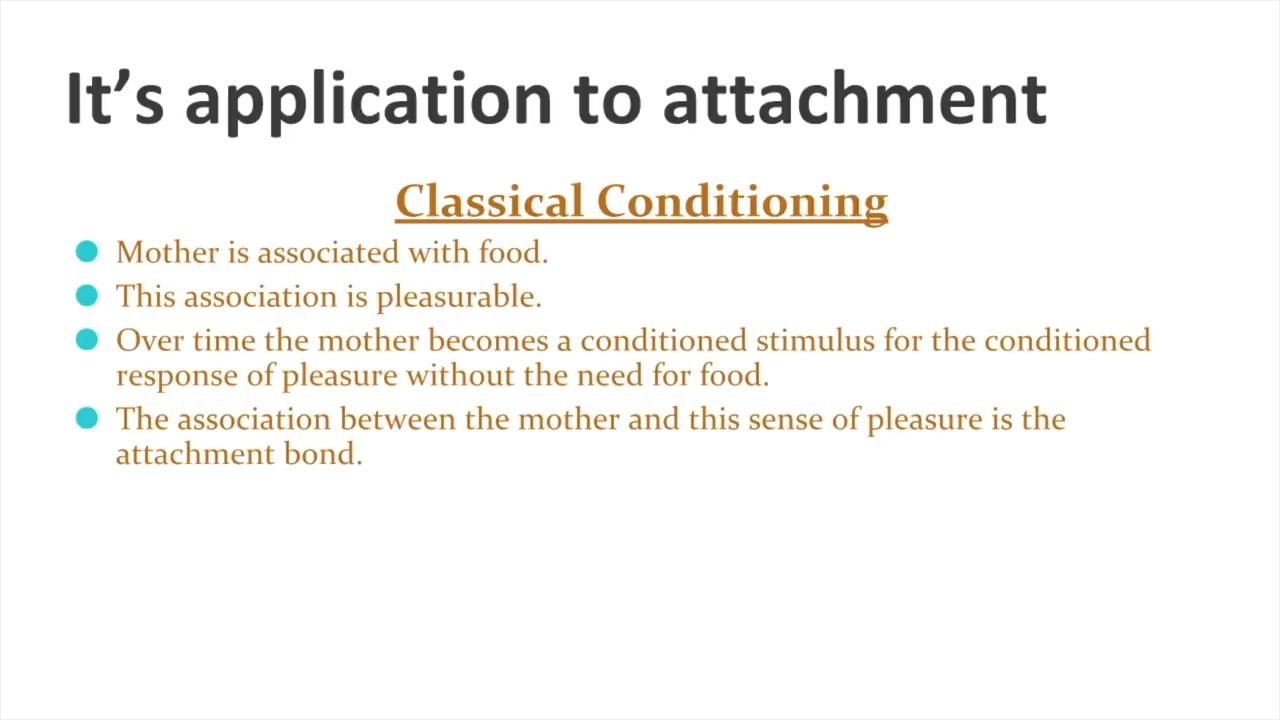 It’s application to attachment
Classical Conditioning
Mother is associated with food.
This association is pleasurable.
Over time the mother becomes a conditioned stimulus for the conditioned
response of pleasure without the need for food.
The association between the mother and this sense of pleasure is the
attachment bond.